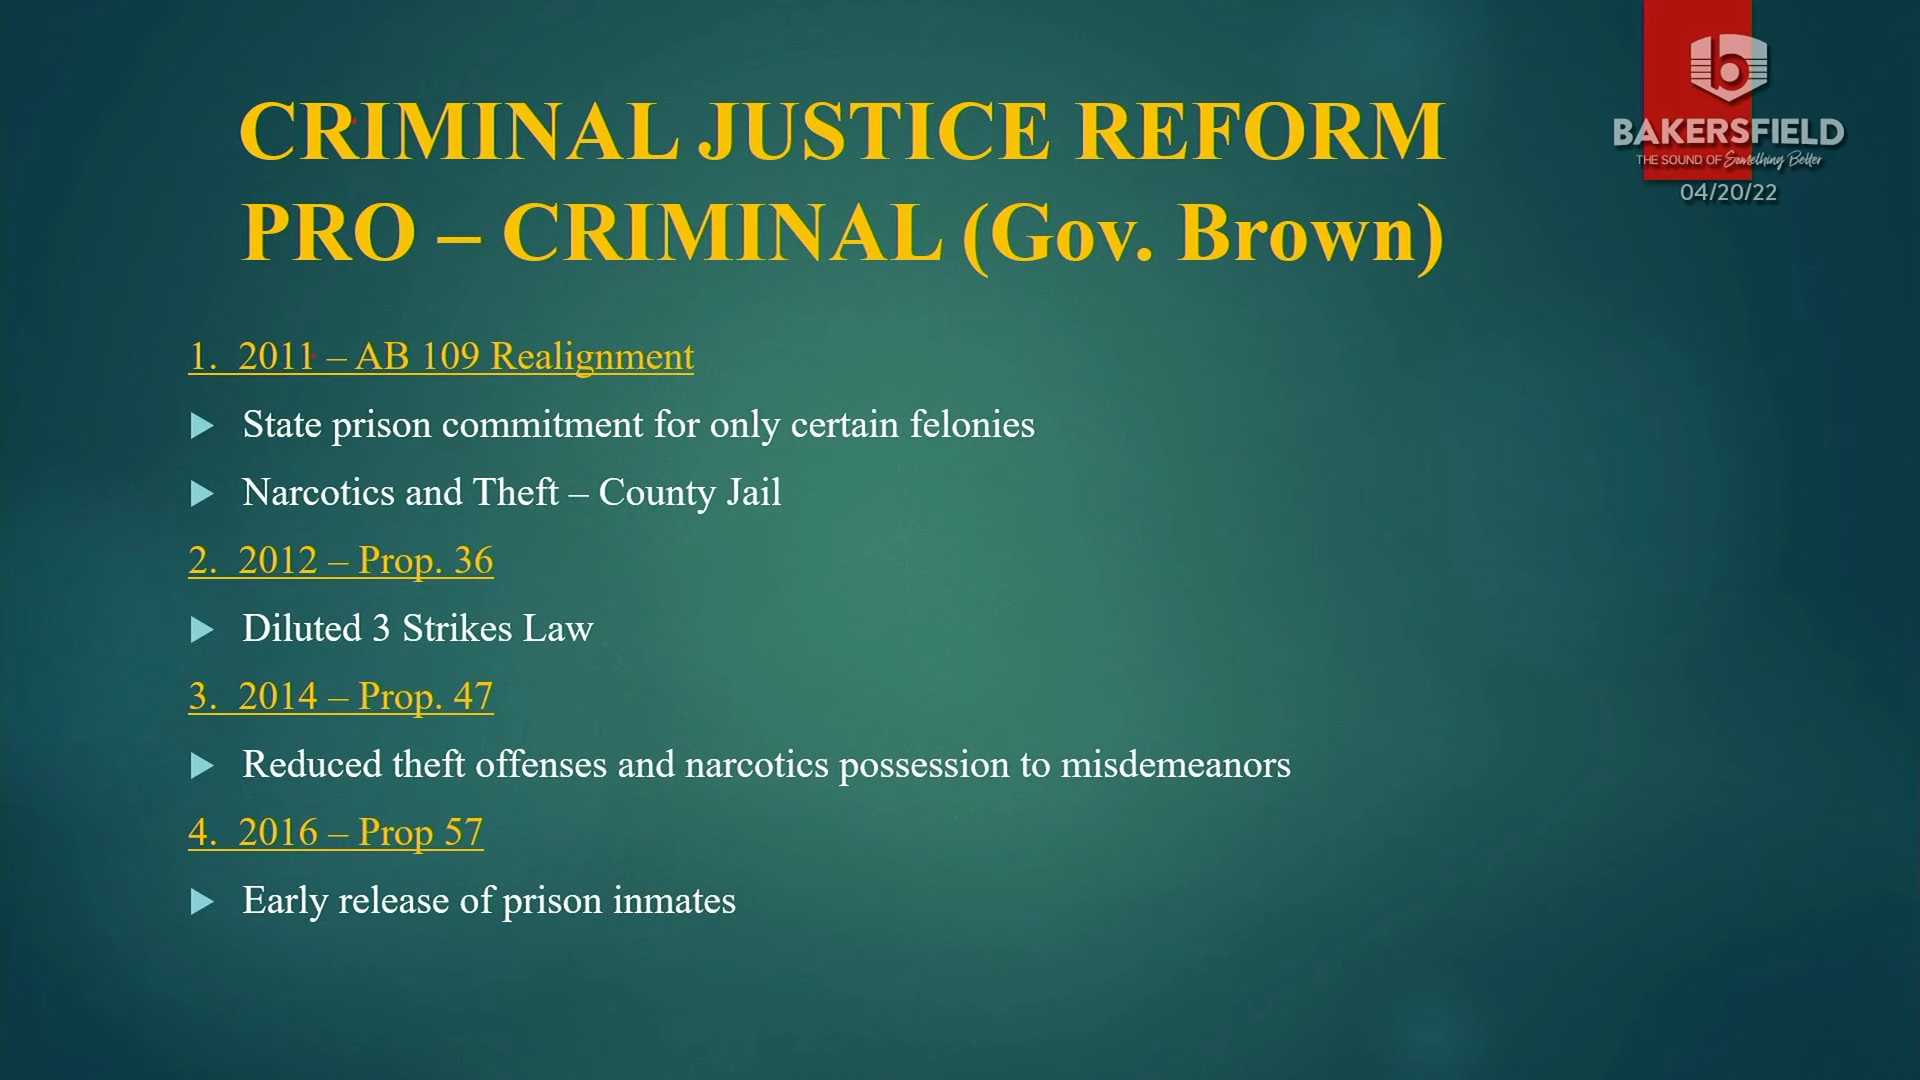 CRIMINAL JUSTICE REFORM
PRO – CRIMINAL (Gov. Brown)
BAKERSFIELD
THE SOUND OF Something Better
04/20/22
1. 2011 – AB 109 Realignment
State prison commitment for only certain felonies
Narcotics and Theft – County Jail
2. 2012 – Prop. 36
Diluted 3 Strikes Law
3. 2014 – Prop. 47
Reduced theft offenses and narcotics possession to misdemeanors
4. 2016 – Prop 57
Early release of prison inmates